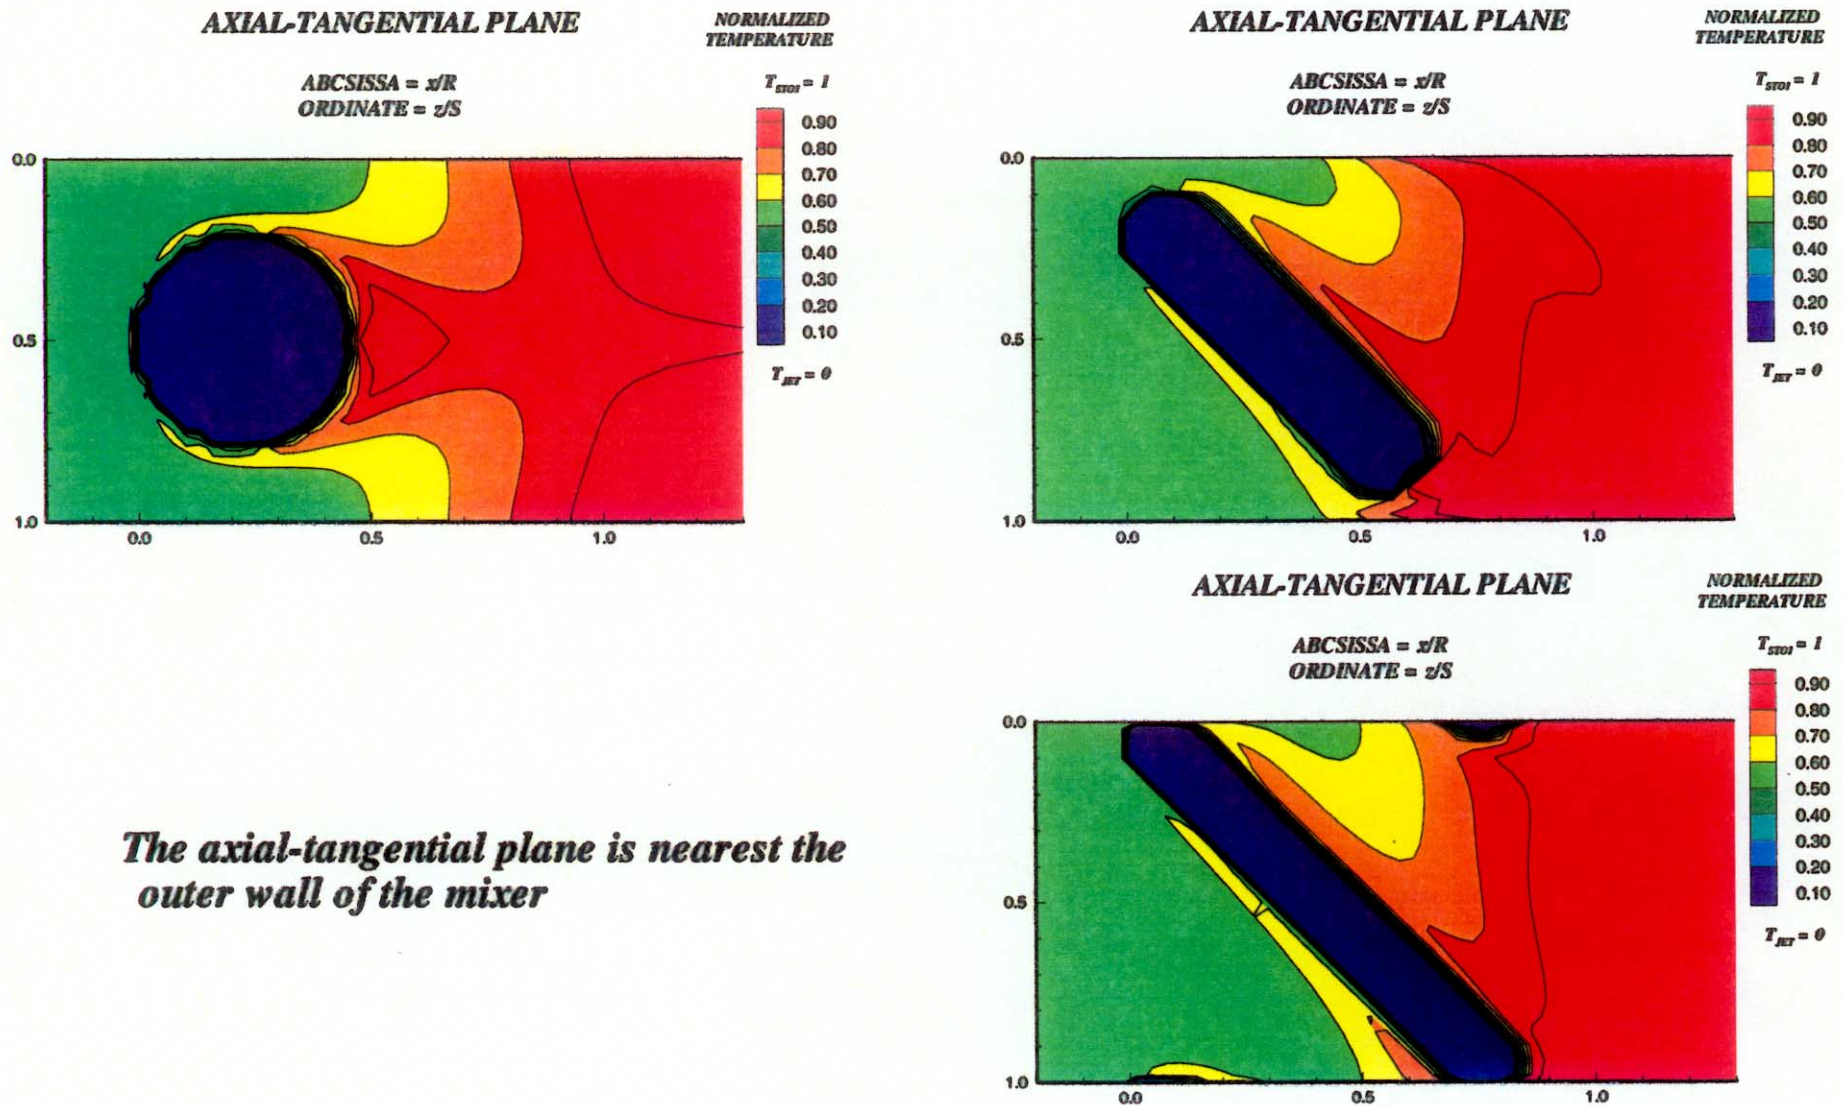 AXIAL-TANGENTIAL PLANE
NORMALIZED
TEMPERATURE
ABCSISSA = x/R
ORDINATE = z/S
T_STOI = 1
0.90
0.80
0.70
0.60
0.50
0.40
0.30
0.20
0.10
T_JET = 0
0.0
0.5
1.0
0.0
0.5
1.0
AXIAL-TANGENTIAL PLANE
NORMALIZED
TEMPERATURE
ABCSISSA = x/R
ORDINATE = z/S
T_STOI = 1
0.90
0.80
0.70
0.60
0.50
0.40
0.30
0.20
0.10
T_JET = 0
0.0
0.5
1.0
0.0
0.5
1.0
The axial-tangential plane is nearest the
outer wall of the mixer
AXIAL-TANGENTIAL PLANE
NORMALIZED
TEMPERATURE
ABCSISSA = x/R
ORDINATE = z/S
T_STOI = 1
0.90
0.80
0.70
0.60
0.50
0.40
0.30
0.20
0.10
T_JET = 0
0.0
0.5
1.0
0.0
0.5
1.0